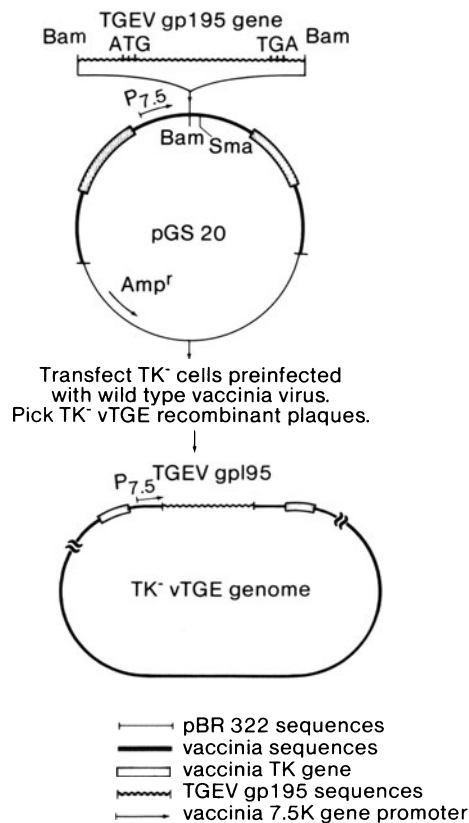 TGEV gp195 gene
Bam ATG TGA Bam
P7.5
Bam Sma
pGS 20
Ampr
Transfect TK- cells preinfected
with wild type vaccinia virus.
Pick TK- vTGE recombinant plaques.
P7.5 TGEV gpl95
TK- vTGE genome
pBR 322 sequences
vaccinia sequences
vaccinia TK gene
TGEV gp195 sequences
vaccinia 7.5K gene promoter